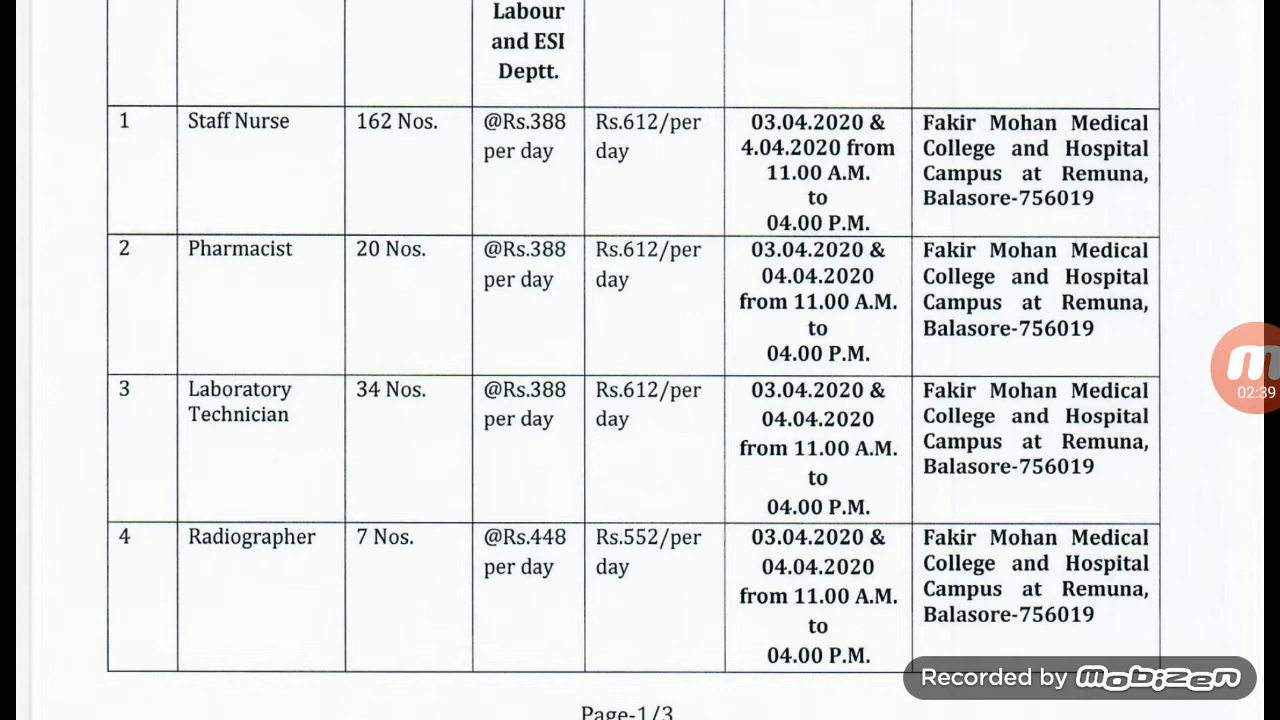 Labour
and ESI
Deptt.
1 Staff Nurse 162 Nos. @Rs.388 per day Rs.612/per day 03.04.2020 & 4.04.2020 from 11.00 A.M. to 04.00 P.M. Fakir Mohan Medical College and Hospital Campus at Remuna, Balasore-756019
2 Pharmacist 20 Nos. @Rs.388 per day Rs.612/per day 03.04.2020 & 04.04.2020 from 11.00 A.M. to 04.00 P.M. Fakir Mohan Medical College and Hospital Campus at Remuna, Balasore-756019
3 Laboratory Technician 34 Nos. @Rs.388 per day Rs.612/per day 03.04.2020 & 04.04.2020 from 11.00 A.M. to 04.00 P.M. Fakir Mohan Medical College and Hospital Campus at Remuna, Balasore-756019
4 Radiographer 7 Nos. @Rs.448 per day Rs.552/per day 03.04.2020 & 04.04.2020 from 11.00 A.M. to 04.00 P.M. Fakir Mohan Medical College and Hospital Campus at Remuna, Balasore-756019
Page-1/3
02:39
Recorded by Mobizen